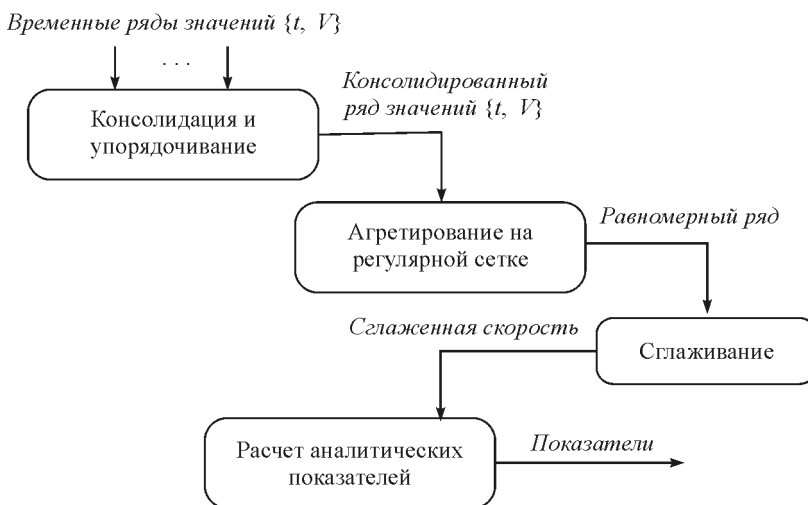 Временные ряды значений {t, V}
. . .
Консолидированный
ряд значений {t, V}
Консолидация и
упорядочивание
Равномерный ряд
Агретирование на
регулярной сетке
Сглаженная скорость
Сглаживание
Расчет аналитических
показателей
Показатели